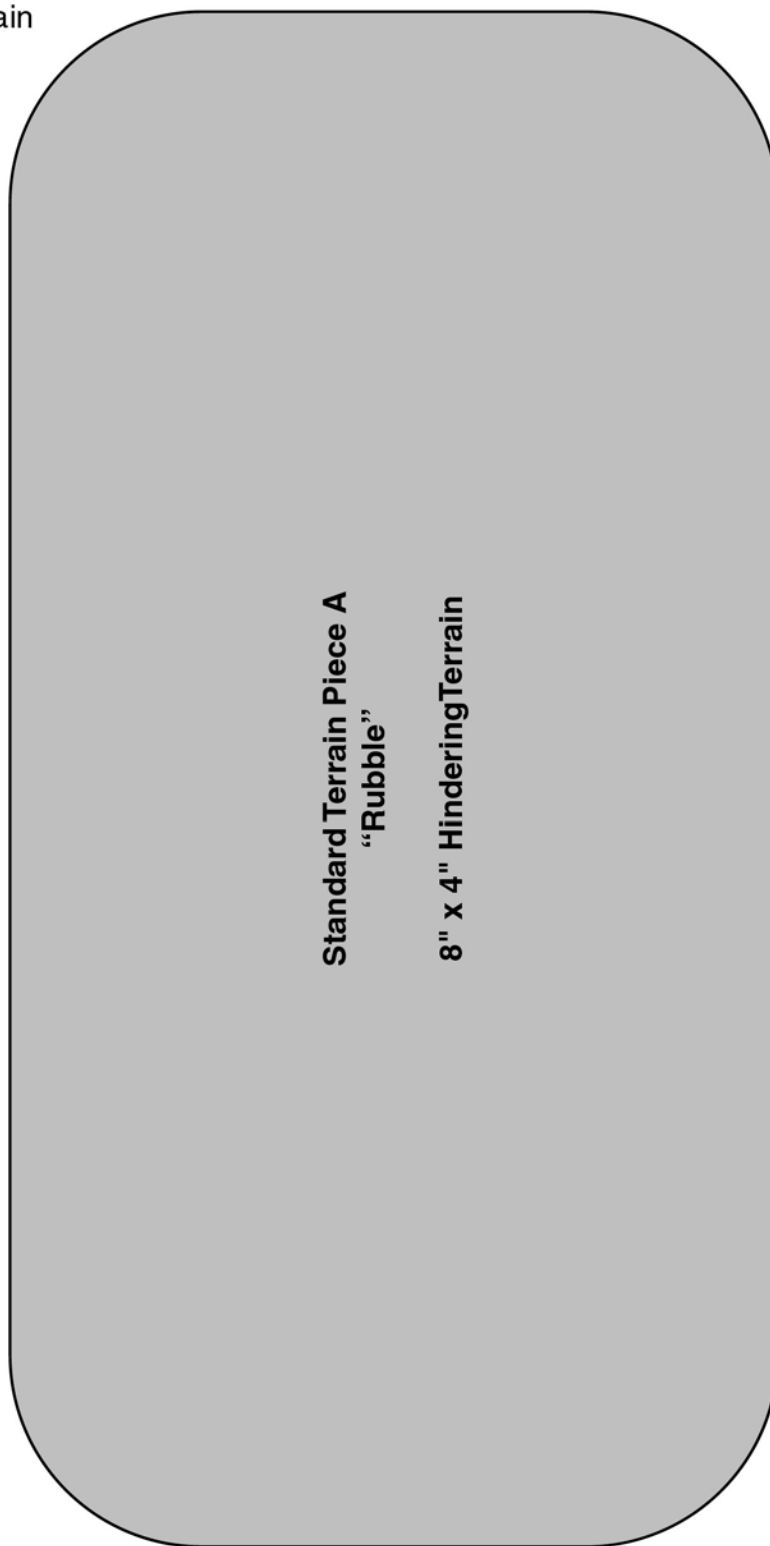 ain
Standard Terrain Piece A
“Rubble”
8" x 4" HinderingTerrain